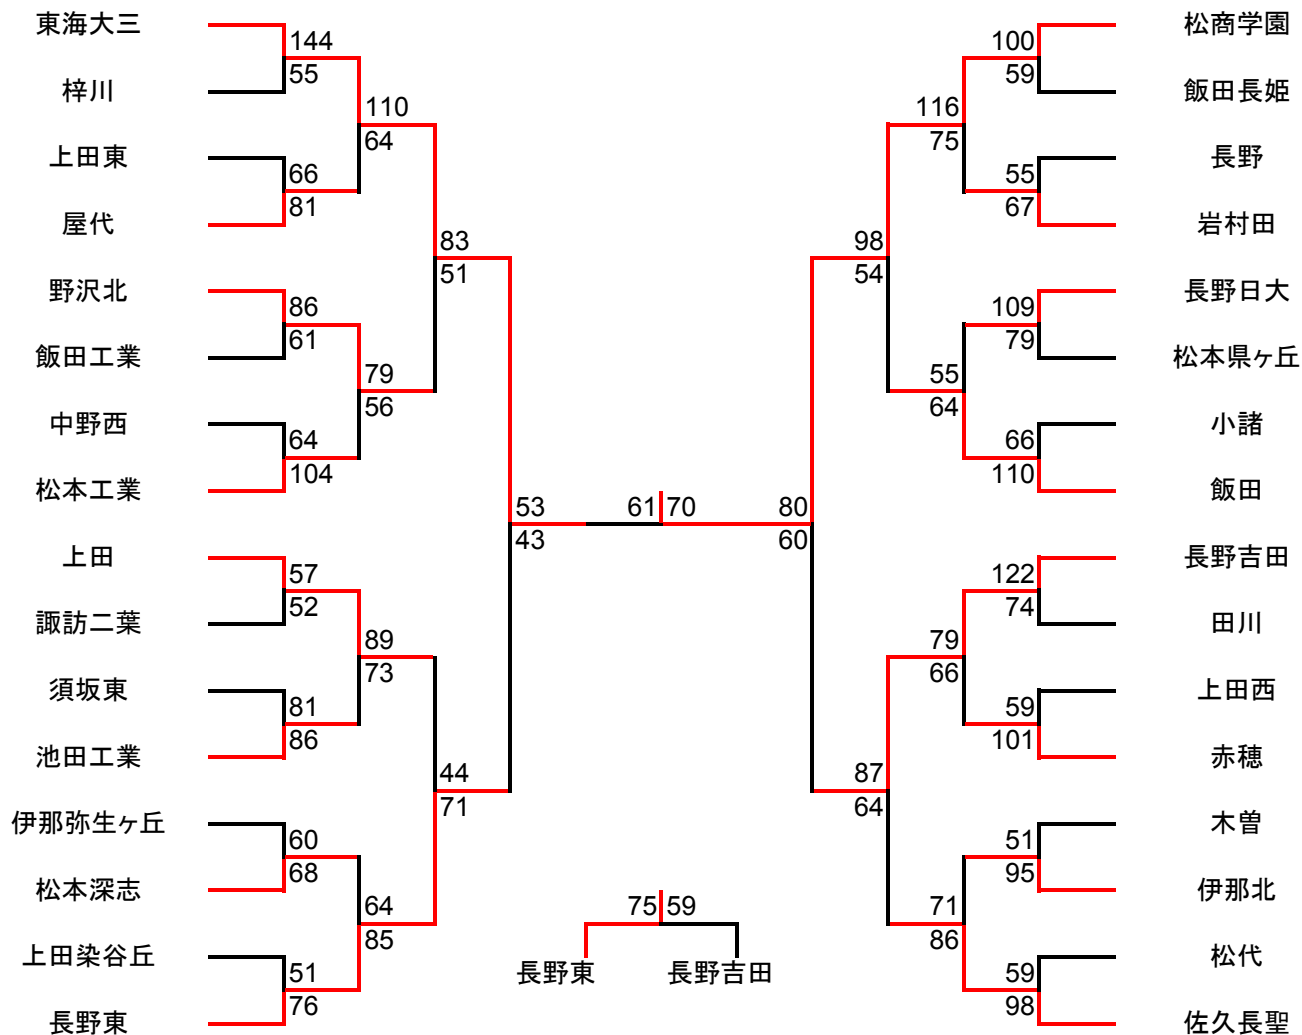 東海大三
144
55
梓川
110
64
上田東
66
81
屋代
83
51
野沢北
86
61
飯田工業
79
56
中野西
64
104
松本工業
53
43
上田
57
52
諏訪二葉
89
73
須坂東
81
86
池田工業
44
71
伊那弥生ヶ丘
60
68
松本深志
64
85
上田染谷丘
51
76
長野東
61 70
75 59
長野東 長野吉田
松商学園
100
59
飯田長姫
116
75
長野
55
67
岩村田
98
54
長野日大
109
79
松本県ヶ丘
55
64
小諸
66
110
飯田
80
60
長野吉田
122
74
田川
79
66
上田西
59
101
赤穂
87
64
木曽
51
95
伊那北
71
86
松代
59
98
佐久長聖